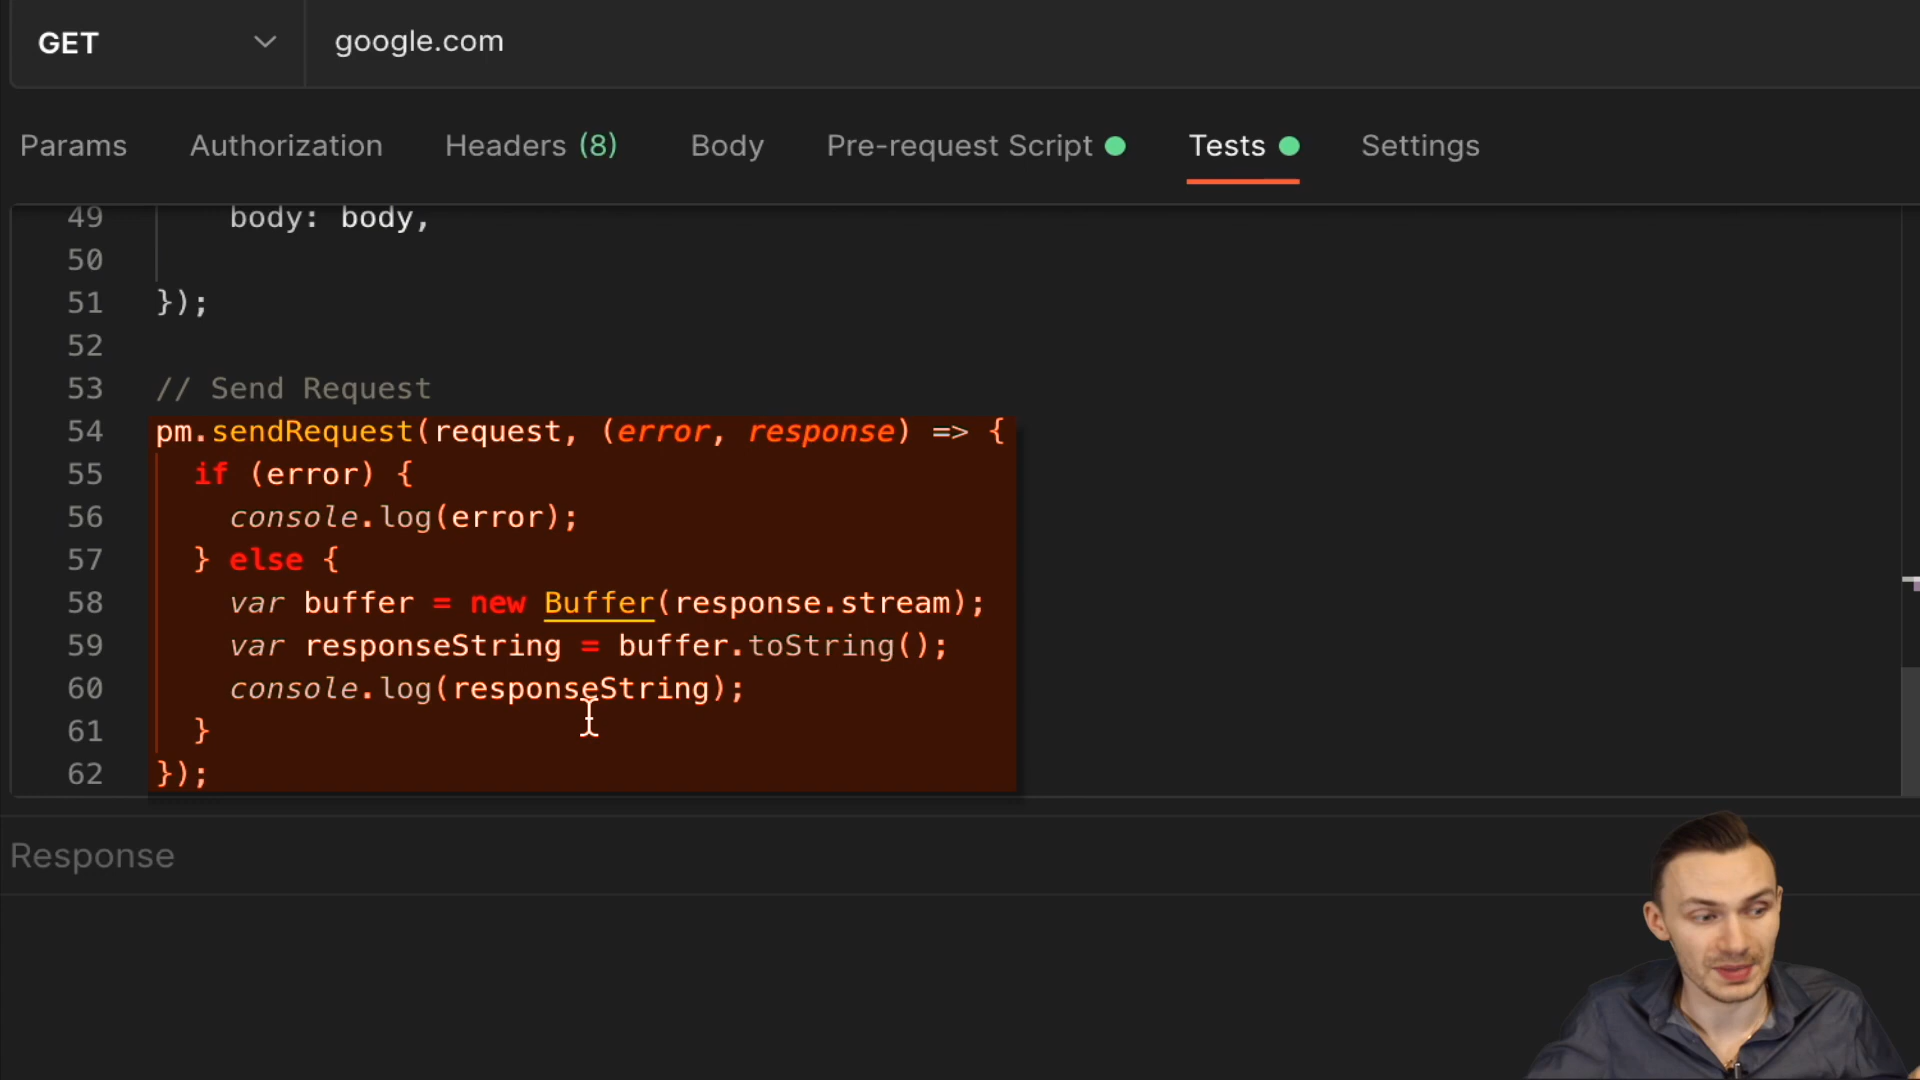 GET google.com
Params Authorization Headers (8) Body Pre-request Script Tests Settings
49 body: body,
50
51 });
52
53 // Send Request
54 pm.sendRequest(request, (error, response) => {
55 if (error) {
56 console.log(error);
57 } else {
58 var buffer = new Buffer(response.stream);
59 var responseString = buffer.toString();
60 console.log(responseString);
61 }
62 });
Response